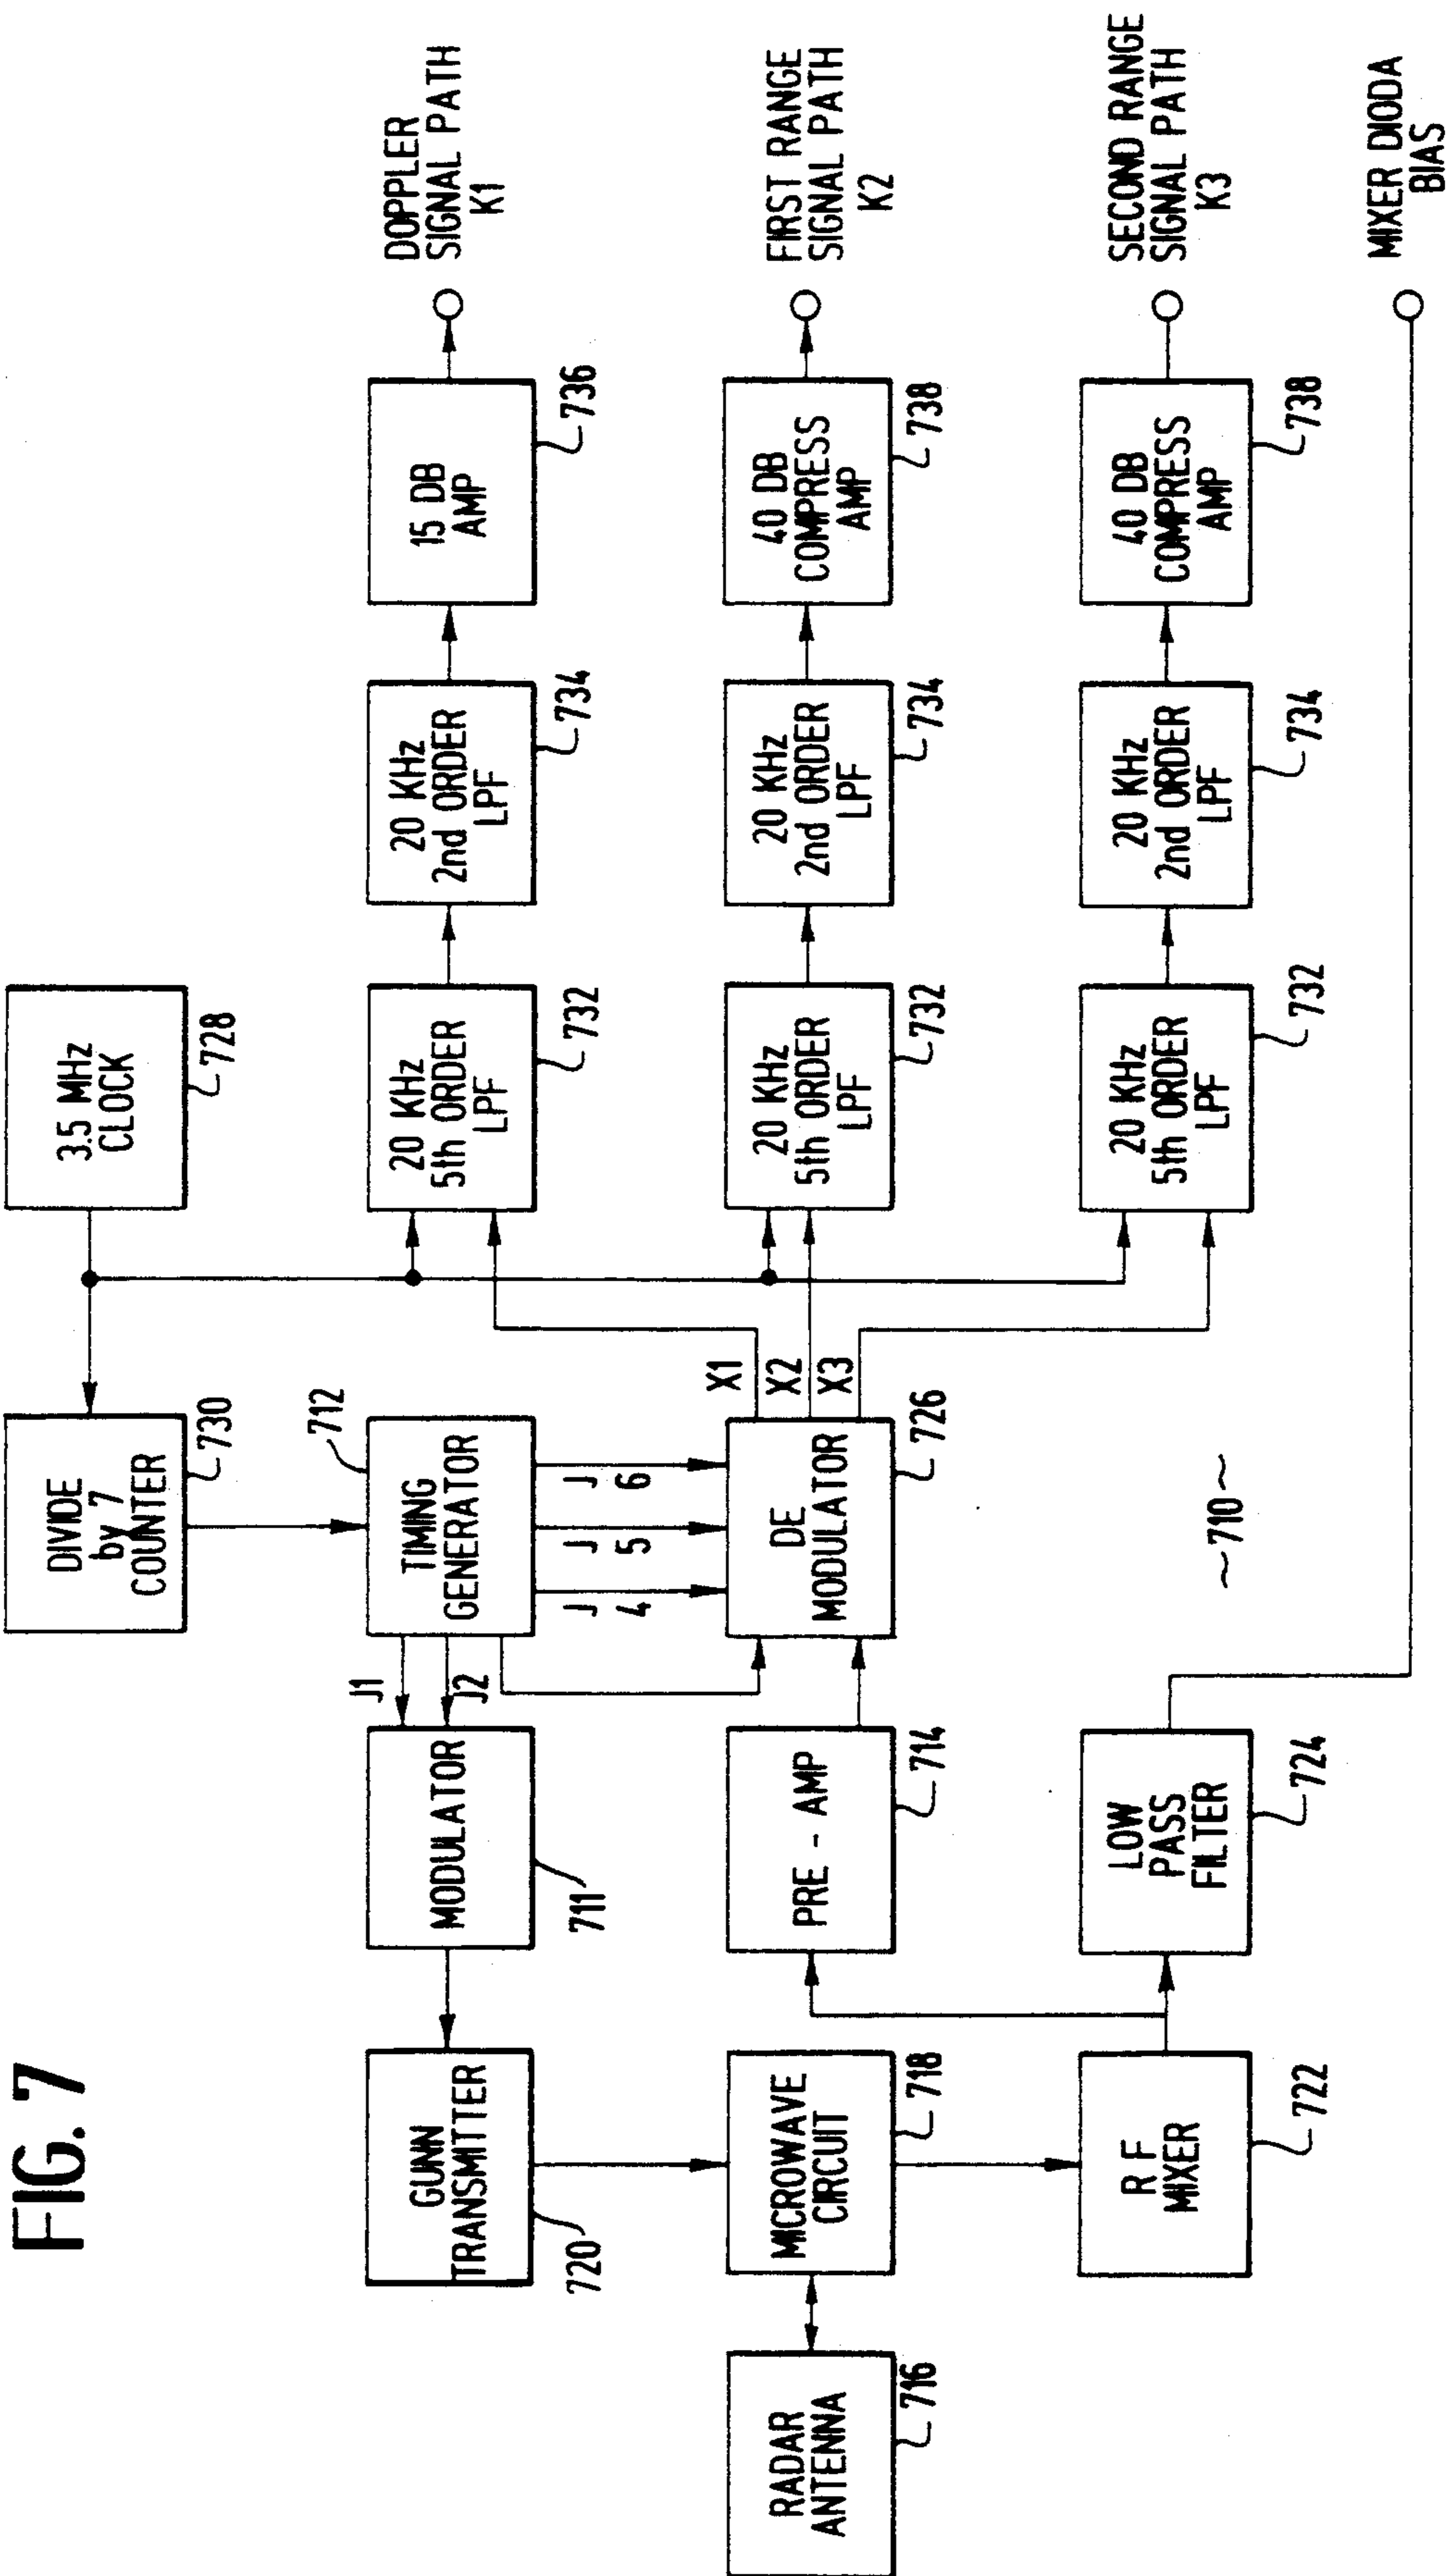 FIG. 7
DIVIDE
by 7
COUNTER
730
3.5 MHz
CLOCK
728
GUNN
TRANSMITTER
720
MODULATOR
711
J1
J2
TIMING
GENERATOR
712
J
4
J
5
J
6
20 KHz
5th ORDER
LPF
732
20 KHz
2nd ORDER
LPF
734
15 DB
AMP
736
DOPPLER
SIGNAL PATH
K1
RADAR
ANTENNA
716
MICROWAVE
CIRCUIT
718
PRE - AMP
714
DE
MODULATOR
726
X1
X2
X3
20 KHz
5th ORDER
LPF
732
20 KHz
2nd ORDER
LPF
734
40 DB
COMPRESS
AMP
738
FIRST RANGE
SIGNAL PATH
K2
R F
MIXER
722
LOW
PASS
FILTER
724
~710~
20 KHz
5th ORDER
LPF
732
20 KHz
2nd ORDER
LPF
734
40 DB
COMPRESS
AMP
738
SECOND RANGE
SIGNAL PATH
K3
MIXER DIODA
BIAS